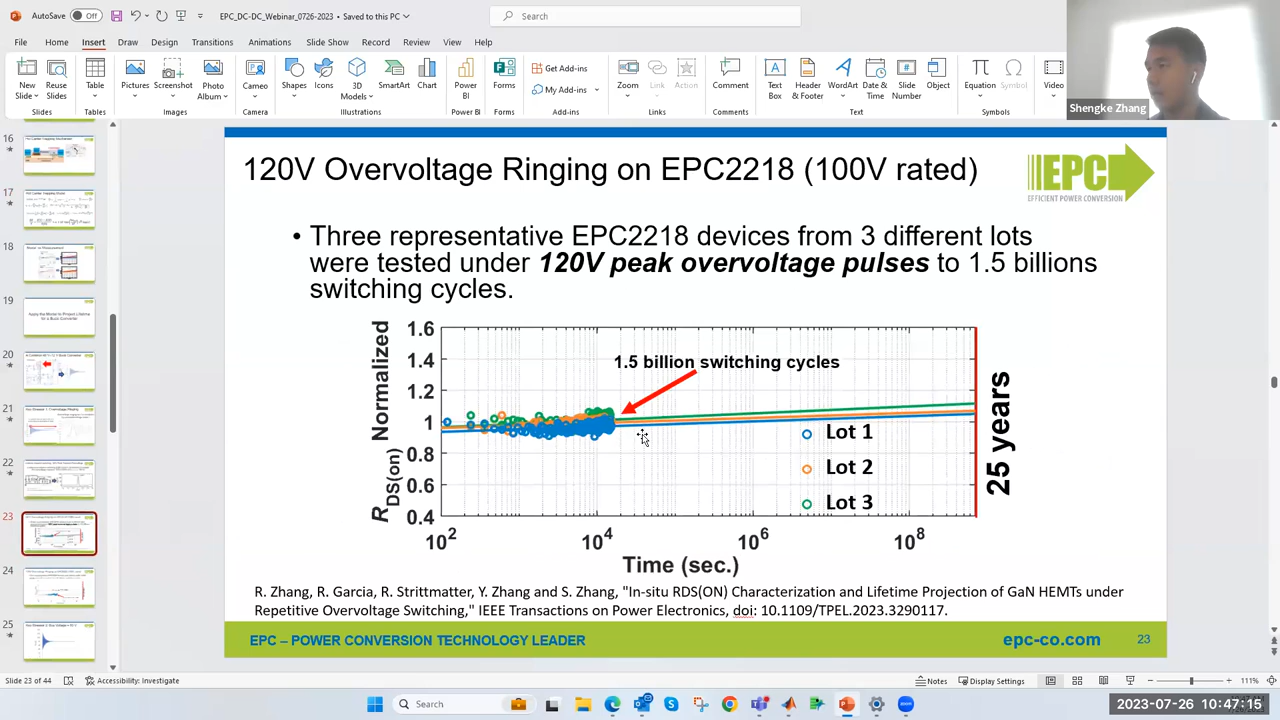 AutoSave Off EPC_DC-DC_Webinar_0726-2023 • Saved to this PC Search
File Home Insert Draw Design Transitions Animations Slide Show Record Review View Help
New Slide Reuse Slides Table Pictures Screenshot Photo Album Cameo Shapes Icons 3D Models SmartArt Chart Power BI Forms Get Add-ins My Add-ins Zoom Link Action Comment Text Box Header & Footer WordArt Date & Time Slide Number Object Equation Symbol Video
Slides Tables Images Camera Illustrations Power BI Forms Add-ins Links Comments Text Symbols
Shengke Zhang
16
17
18
19
20
21
22
23
24
25
120V Overvoltage Ringing on EPC2218 (100V rated)
EPC
EFFICIENT POWER CONVERSION
• Three representative EPC2218 devices from 3 different lots
were tested under 120V peak overvoltage pulses to 1.5 billions
switching cycles.
Normalized
RDS(on)
1.6
1.4
1.2
1
0.8
0.6
0.4
1.5 billion switching cycles
Lot 1
Lot 2
Lot 3
25 years
10² 10⁴ 10⁶ 10⁸
Time (sec.)
R. Zhang, R. Garcia, R. Strittmatter, Y. Zhang and S. Zhang, "In-situ RDS(ON) Characterization and Lifetime Projection of GaN HEMTs under
Repetitive Overvoltage Switching," IEEE Transactions on Power Electronics, doi: 10.1109/TPEL.2023.3290117.
EPC – POWER CONVERSION TECHNOLOGY LEADER epc-co.com 23
Slide 23 of 44 Accessibility: Investigate Notes Display Settings 111%
Search
2023-07-26 10:47:15